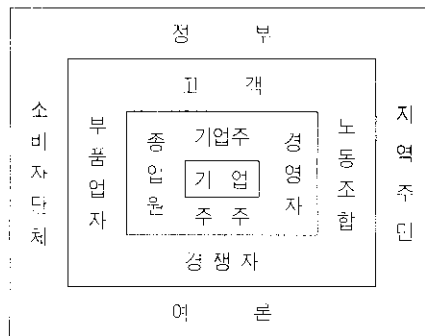 정 부
고 객
기업주
기 업
주 주
경쟁자
여 론
소비자단체
부품업자
종업원
경영자
노동조합
지역주민